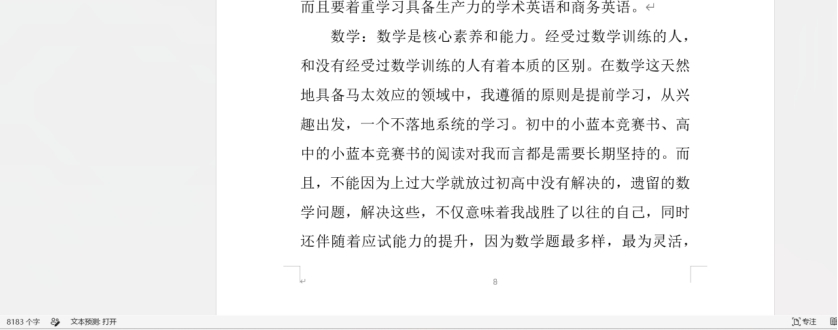 而且要着重学习具备生产力的学术英语和商务英语。
数学：数学是核心素养和能力。经受过数学训练的人，
和没有经受过数学训练的人有着本质的区别。在数学这天然
地具备马太效应的领域中，我遵循的原则是提前学习，从兴
趣出发，一个不落地系统的学习。初中的小蓝本竞赛书、高
中的小蓝本竞赛书的阅读对我而言都是需要长期坚持的。而
且，不能因为上过大学就放过初高中没有解决的，遗留的数
学问题，解决这些，不仅意味着我战胜了以往的自己，同时
还伴随着应试能力的提升，因为数学题最多样，最为灵活，
8
8183 个字 文本预测: 打开 专注